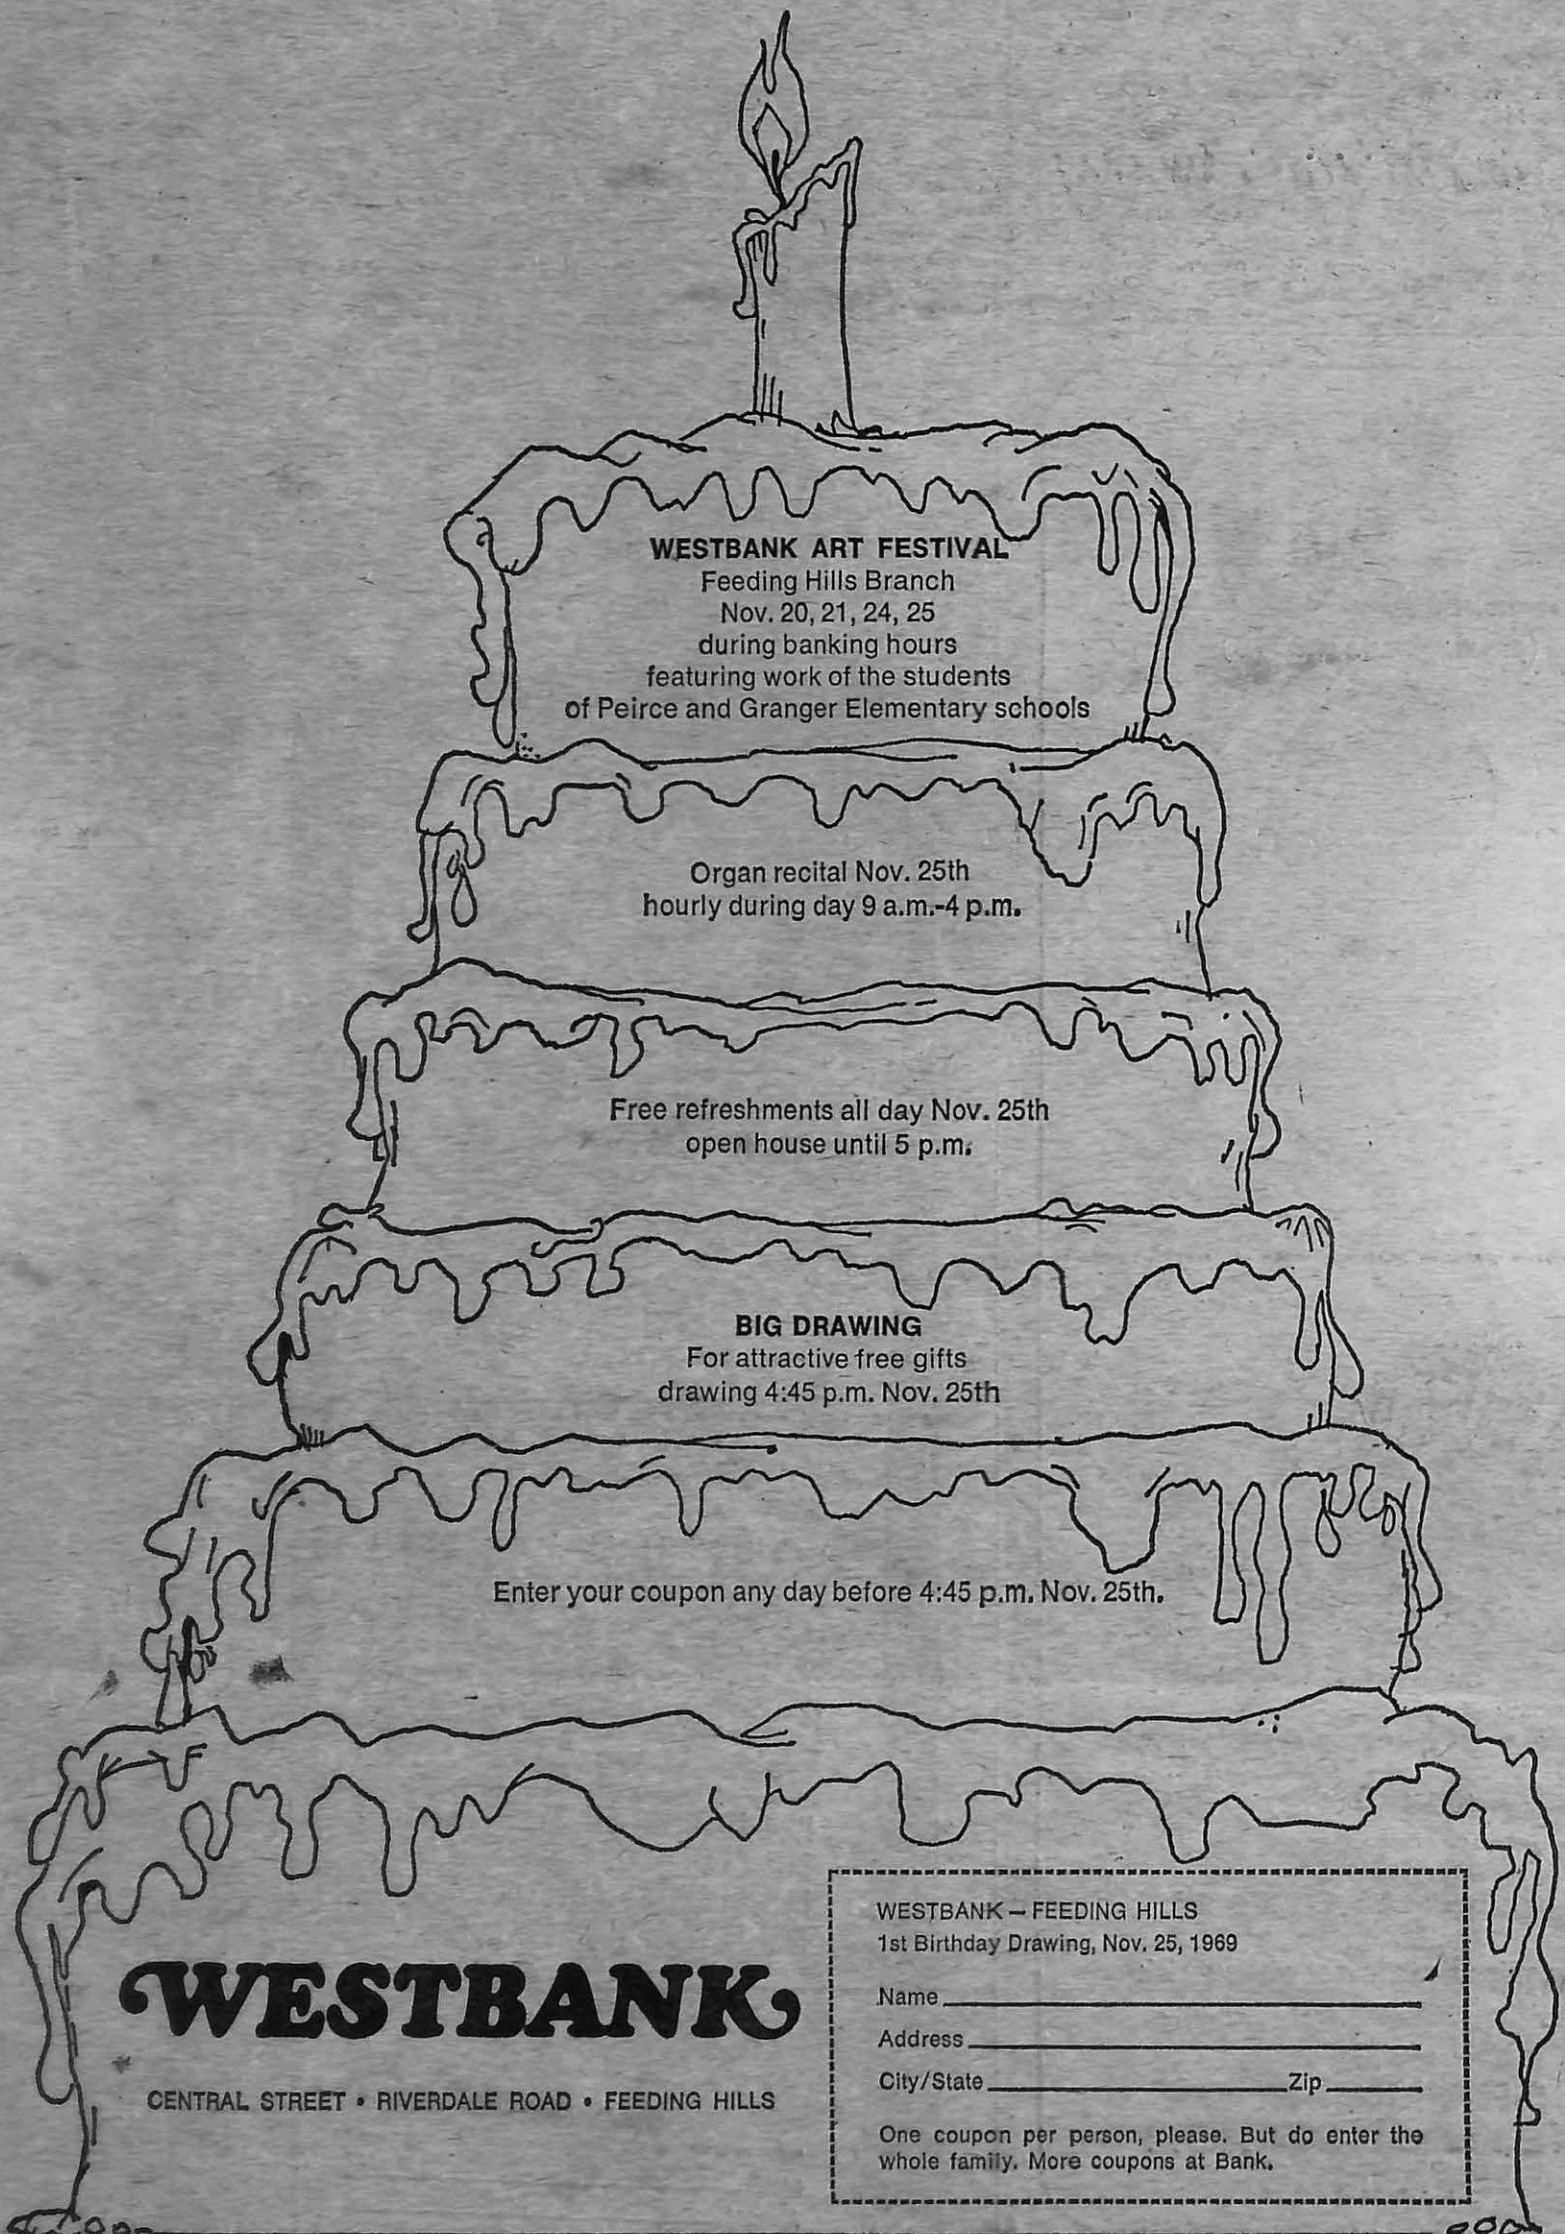 WESTBANK ART FESTIVAL
Feeding Hills Branch
Nov. 20, 21, 24, 25
during banking hours
featuring work of the students
of Peirce and Granger Elementary schools
Organ recital Nov. 25th
hourly during day 9 a.m.-4 p.m.
Free refreshments all day Nov. 25th
open house until 5 p.m.
BIG DRAWING
For attractive free gifts
drawing 4:45 p.m. Nov. 25th
Enter your coupon any day before 4:45 p.m. Nov. 25th.
WESTBANK
CENTRAL STREET • RIVERDALE ROAD • FEEDING HILLS
WESTBANK – FEEDING HILLS
1st Birthday Drawing, Nov. 25, 1969
Name
Address
City/State Zip
One coupon per person, please. But do enter the
whole family. More coupons at Bank.